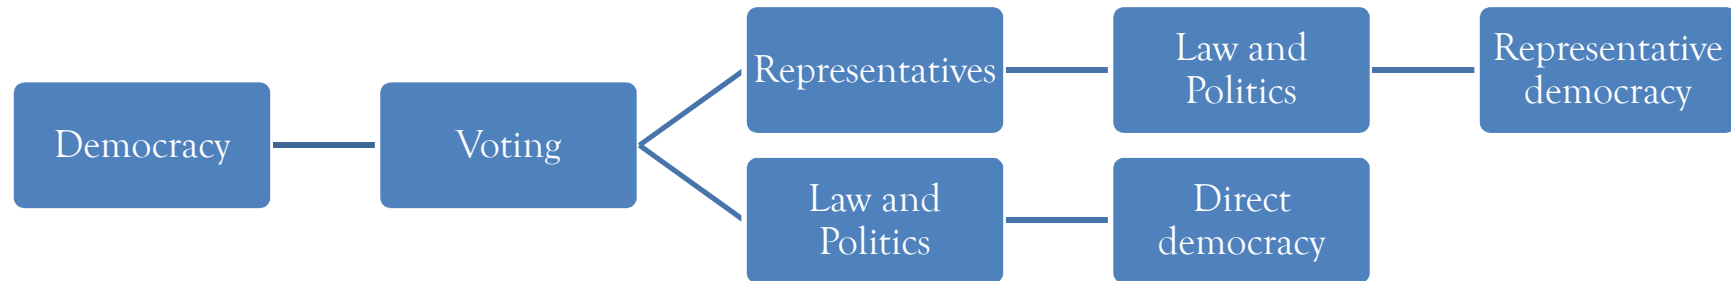 Democracy
Voting
Representatives
Law and
Politics
Representative
democracy
Law and
Politics
Direct
democracy